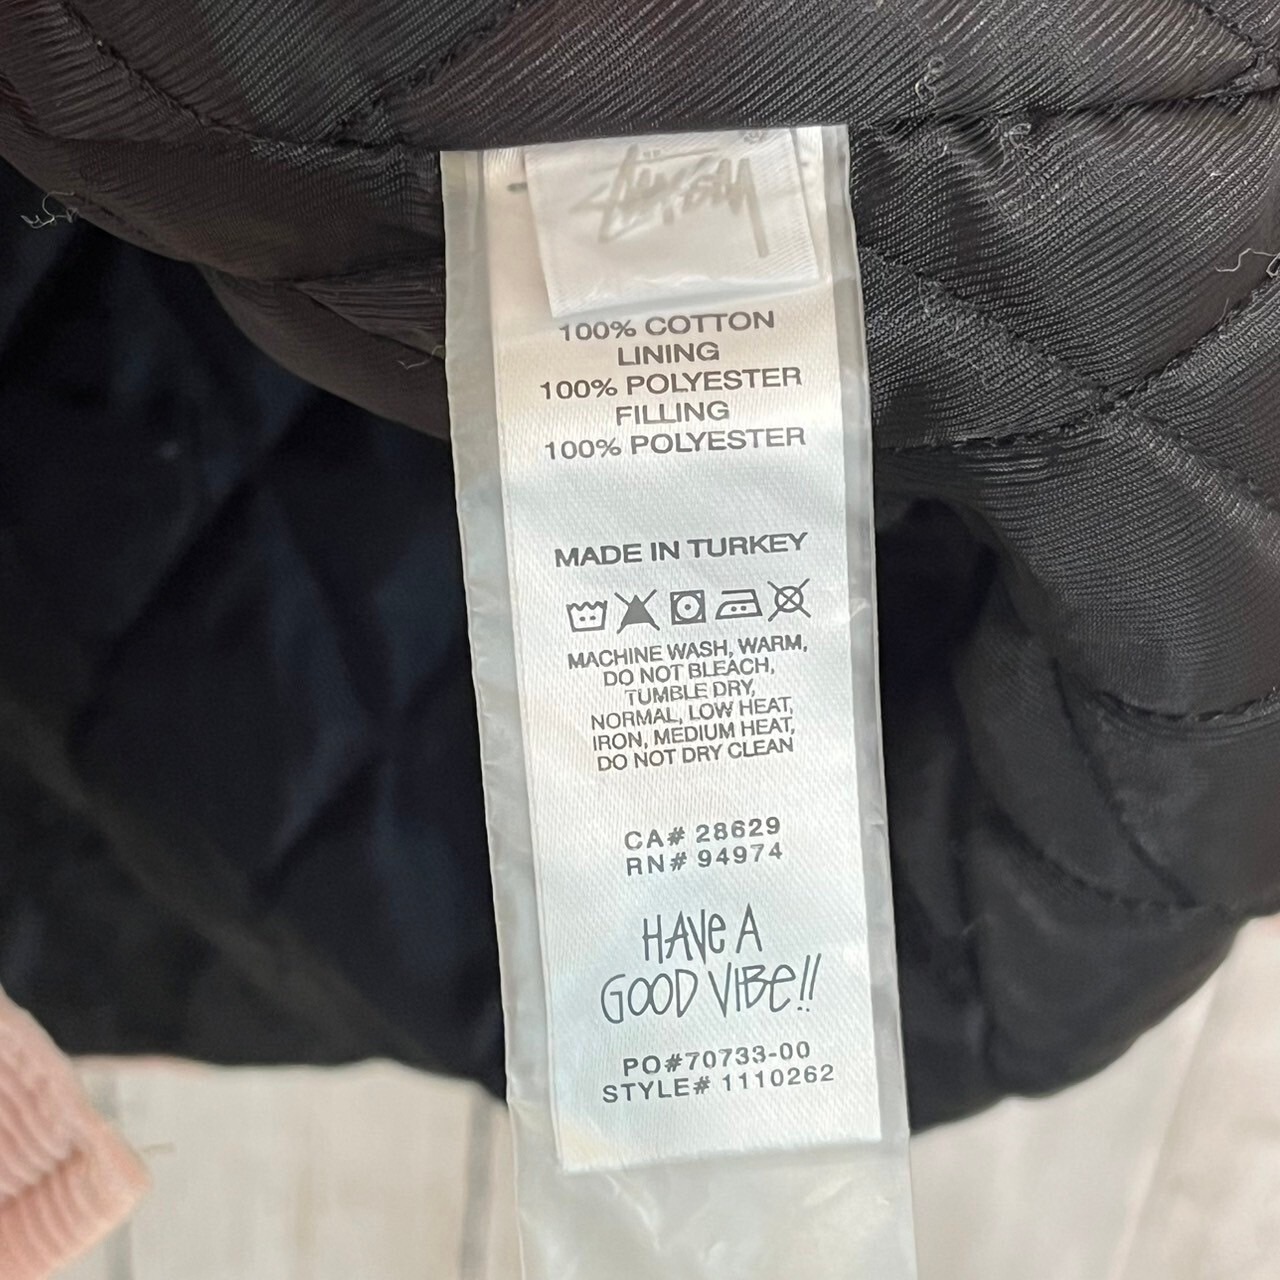 Stüssy
100% COTTON
LINING
100% POLYESTER
FILLING
100% POLYESTER
MADE IN TURKEY
MACHINE WASH, WARM,
DO NOT BLEACH,
TUMBLE DRY,
NORMAL, LOW HEAT,
IRON, MEDIUM HEAT,
DO NOT DRY CLEAN
CA# 28629
RN# 94974
HAVE A
GOOD VIBE!!
PO#70733-00
STYLE# 1110262